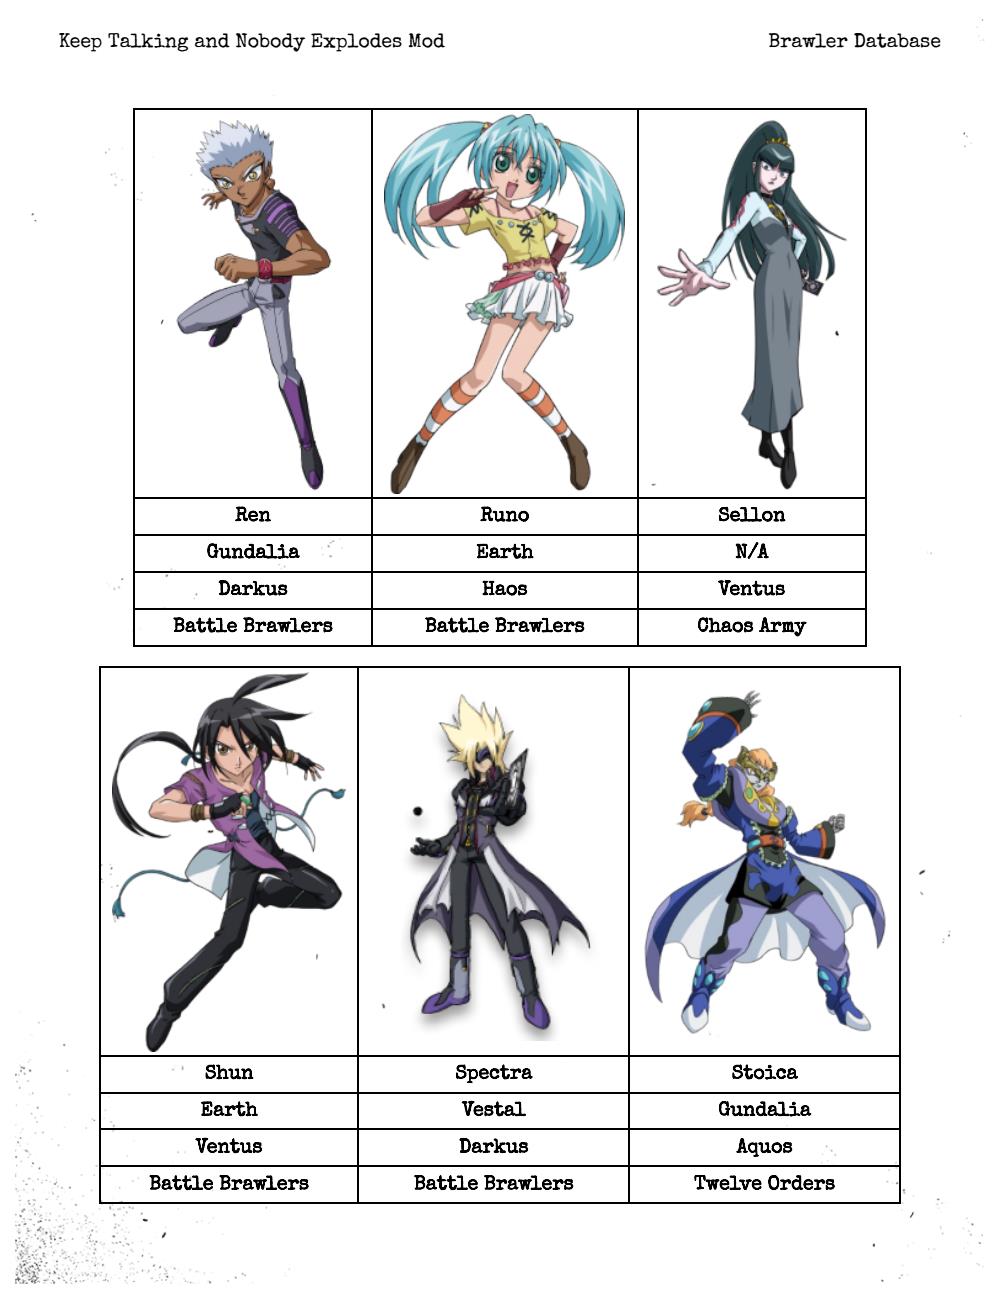 Keep Talking and Nobody Explodes Mod
Brawler Database
Ren
Runo
Sellon
Gundalia
Earth
N/A
Darkus
Haos
Ventus
Battle Brawlers
Battle Brawlers
Chaos Army
Shun
Spectra
Stoica
Earth
Vestal
Gundalia
Ventus
Darkus
Aquos
Battle Brawlers
Battle Brawlers
Twelve Orders